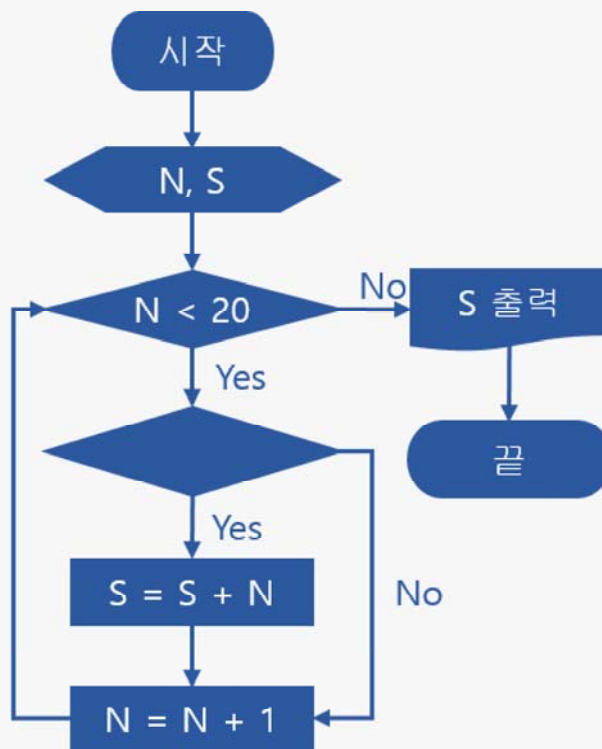 시작
N, S
N < 20
No
S 출력
Yes
끝
Yes
S = S + N
No
N = N + 1